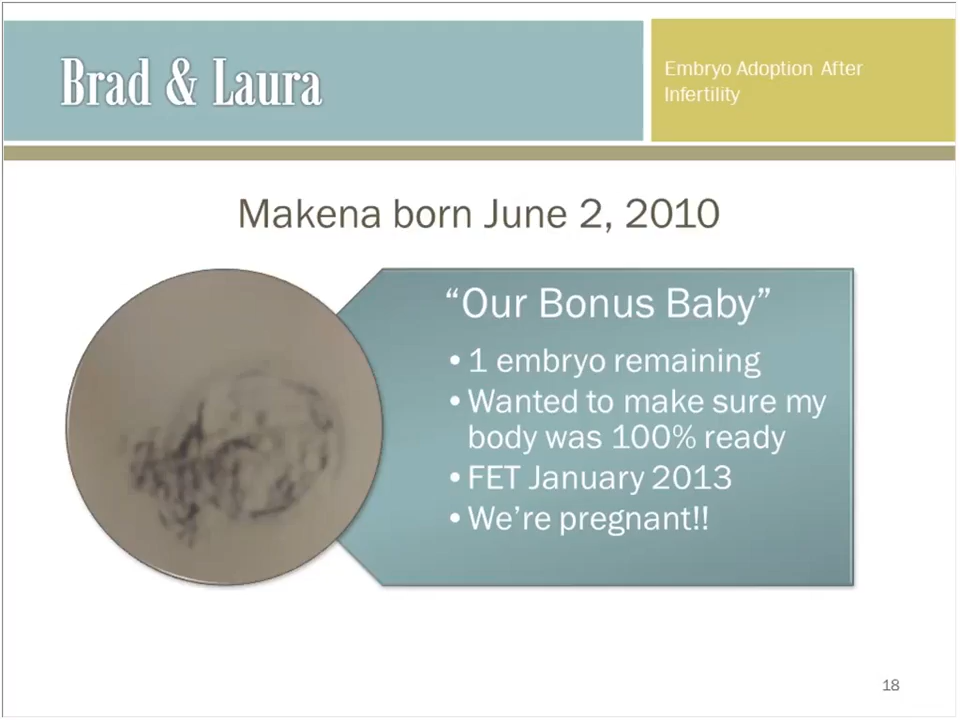 Brad & Laura
Embryo Adoption After
Infertility
Makena born June 2, 2010
“Our Bonus Baby”
• 1 embryo remaining
• Wanted to make sure my
body was 100% ready
• FET January 2013
• We’re pregnant!!
18